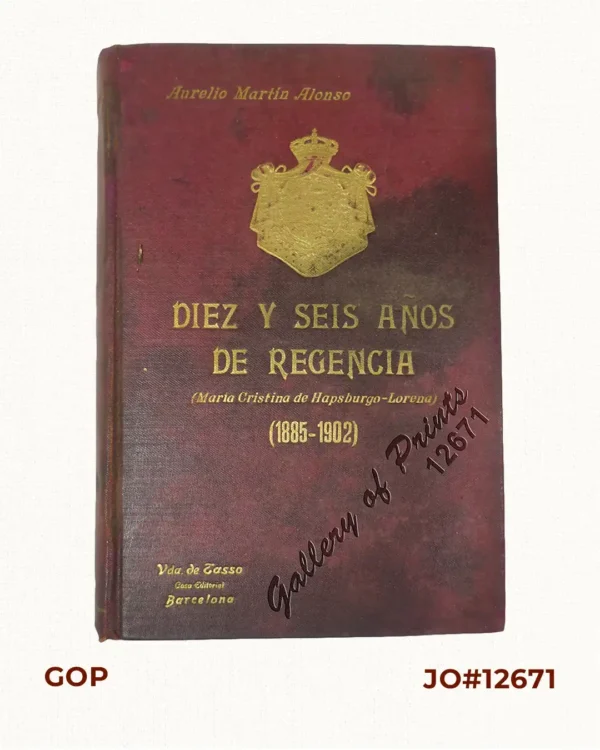 Aurelio Martín Alonso
DIEZ Y SEIS AÑOS
DE REGENCIA
(María Cristina de Hapsburgo-Lorena)
(1885-1902)
Gallery of Prints
12671
Vda. de Tasso
Casa Editorial
Barcelona
GOP
JO#12671